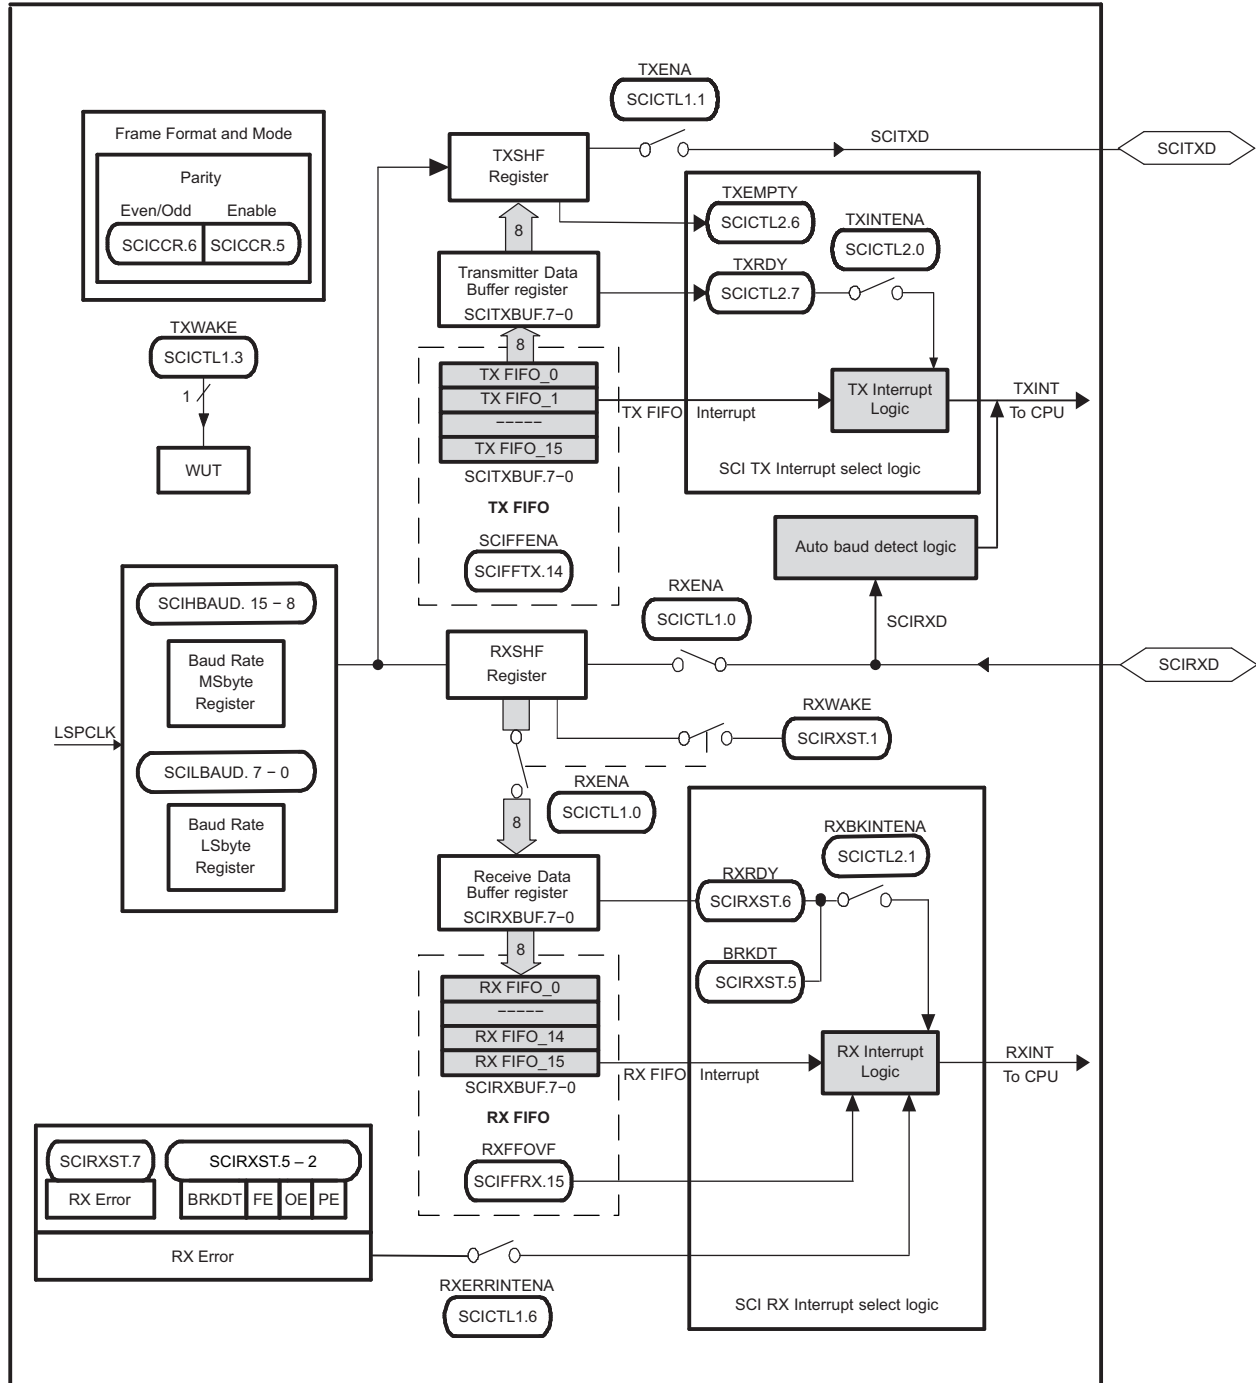 TXENA
SCICTL1.1
Frame Format and Mode
Parity
Even/Odd Enable
SCICCR.6 SCICCR.5
TXSHF
Register
SCITXD
SCITXD
8
TXEMPTY
SCICTL2.6
TXINTENA
SCICTL2.0
TXRDY
SCICTL2.7
Transmitter Data
Buffer register
SCITXBUF.7−0
8
TXWAKE
SCICTL1.3
1
WUT
TX FIFO_0
TX FIFO_1
−−−−−
TX FIFO_15
SCITXBUF.7−0
TX FIFO
SCIFFENA
SCIFFTX.14
TX FIFO Interrupt
TX Interrupt
Logic
TXINT
To CPU
SCI TX Interrupt select logic
Auto baud detect logic
SCIHBAUD. 15 − 8
Baud Rate
MSbyte
Register
LSPCLK
SCILBAUD. 7 − 0
Baud Rate
LSbyte
Register
RXSHF
Register
RXENA
SCICTL1.0
SCIRXD
SCIRXD
RXWAKE
SCIRXST.1
RXENA
SCICTL1.0
8
Receive Data
Buffer register
SCIRXBUF.7−0
8
RXBKINTENA
SCICTL2.1
RXRDY
SCIRXST.6
BRKDT
SCIRXST.5
RX FIFO_0
−−−−−
RX FIFO_14
RX FIFO_15
SCIRXBUF.7−0
RX FIFO
RXFFOVF
SCIFFRX.15
RX FIFO Interrupt
RX Interrupt
Logic
RXINT
To CPU
SCIRXST.7 SCIRXST.5 – 2
RX Error BRKDT FE OE PE
RX Error
RXERRINTENA
SCICTL1.6
SCI RX Interrupt select logic